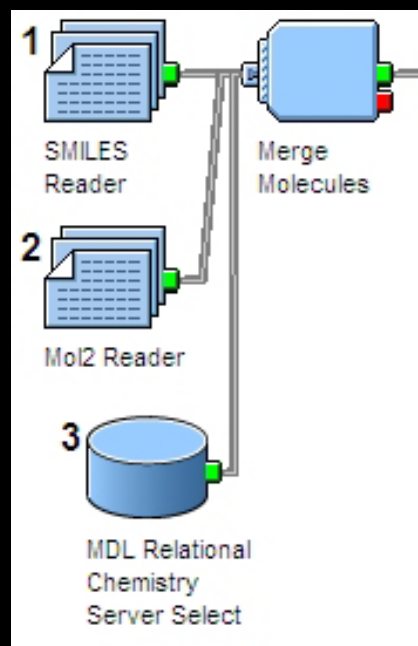 1
SMILES
Reader
Merge
Molecules
2
Mol2 Reader
3
MDL Relational
Chemistry
Server Select